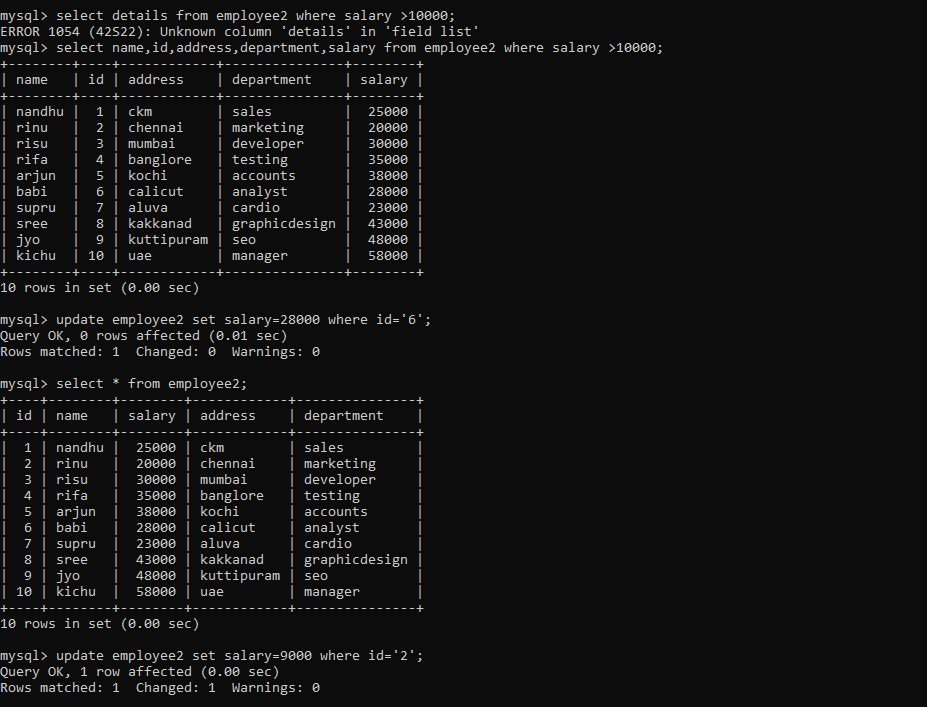 mysql> select details from employee2 where salary >10000;
ERROR 1054 (42S22): Unknown column 'details' in 'field list'
mysql> select name,id,address,department,salary from employee2 where salary >10000;
+--------+----+------------+---------------+--------+
| name   | id | address    | department    | salary |
+--------+----+------------+---------------+--------+
| nandhu |  1 | ckm        | sales         |  25000 |
| rinu   |  2 | chennai    | marketing     |  20000 |
| risu   |  3 | mumbai     | developer     |  30000 |
| rifa   |  4 | banglore   | testing       |  35000 |
| arjun  |  5 | kochi      | accounts      |  38000 |
| babi   |  6 | calicut    | analyst       |  28000 |
| supru  |  7 | aluva      | cardio        |  23000 |
| sree   |  8 | kakkanad   | graphicdesign |  43000 |
| jyo    |  9 | kuttipuram | seo           |  48000 |
| kichu  | 10 | uae        | manager       |  58000 |
+--------+----+------------+---------------+--------+
10 rows in set (0.00 sec)

mysql> update employee2 set salary=28000 where id='6';
Query OK, 0 rows affected (0.01 sec)
Rows matched: 1  Changed: 0  Warnings: 0

mysql> select * from employee2;
+----+--------+--------+------------+---------------+
| id | name   | salary | address    | department    |
+----+--------+--------+------------+---------------+
|  1 | nandhu |  25000 | ckm        | sales         |
|  2 | rinu   |  20000 | chennai    | marketing     |
|  3 | risu   |  30000 | mumbai     | developer     |
|  4 | rifa   |  35000 | banglore   | testing       |
|  5 | arjun  |  38000 | kochi      | accounts      |
|  6 | babi   |  28000 | calicut    | analyst       |
|  7 | supru  |  23000 | aluva      | cardio        |
|  8 | sree   |  43000 | kakkanad   | graphicdesign |
|  9 | jyo    |  48000 | kuttipuram | seo           |
| 10 | kichu  |  58000 | uae        | manager       |
+----+--------+--------+------------+---------------+
10 rows in set (0.00 sec)

mysql> update employee2 set salary=9000 where id='2';
Query OK, 1 row affected (0.00 sec)
Rows matched: 1  Changed: 1  Warnings: 0